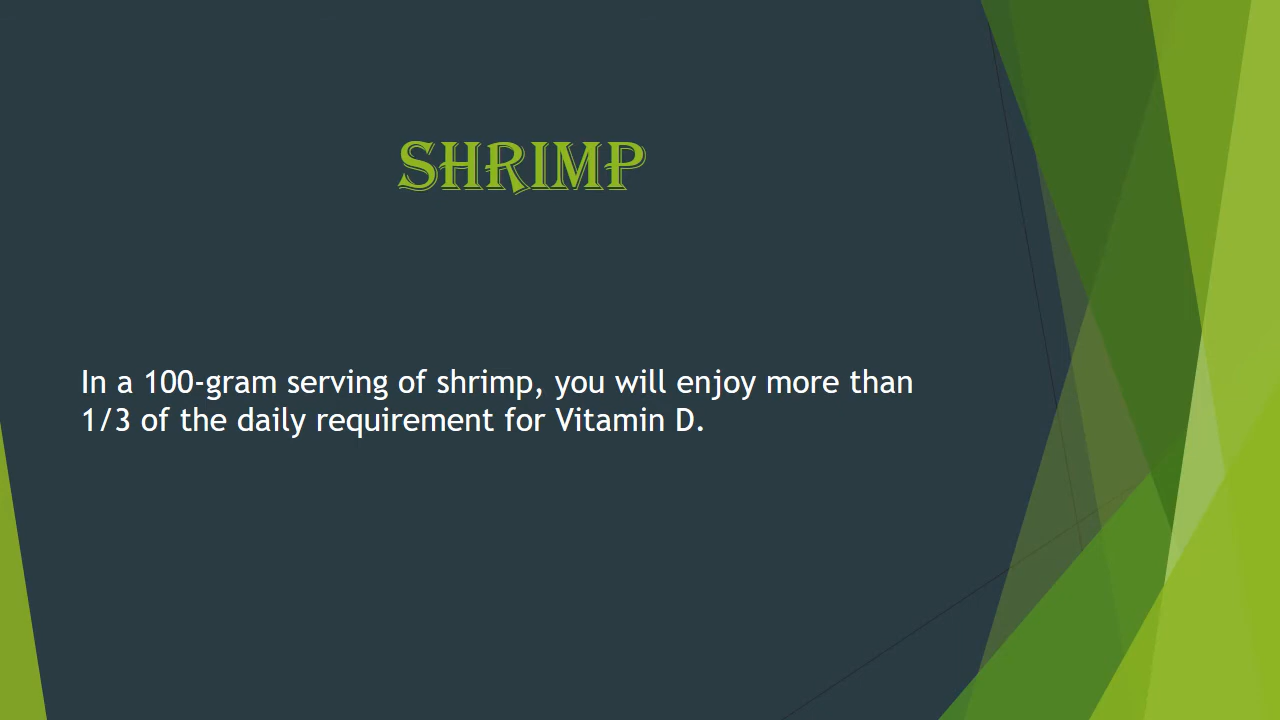 SHRIMP
In a 100-gram serving of shrimp, you will enjoy more than
1/3 of the daily requirement for Vitamin D.